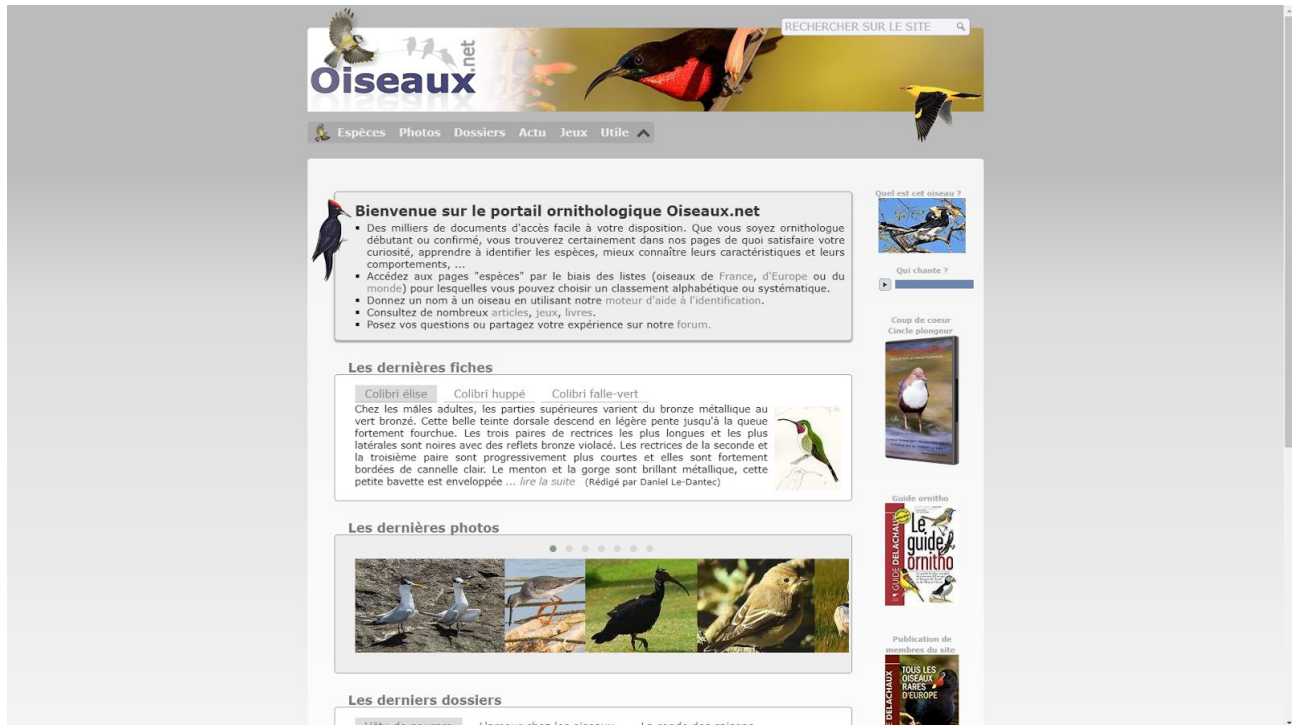 RECHERCHER SUR LE SITE
Oiseaux.net
Espèces Photos Dossiers Actu Jeux Utile
Bienvenue sur le portail ornithologique Oiseaux.net
▪ Des milliers de documents d'accès facile à votre disposition. Que vous soyez ornithologue
débutant ou confirmé, vous trouverez certainement dans nos pages de quoi satisfaire votre
curiosité, apprendre à identifier les espèces, mieux connaître leurs caractéristiques et leurs
comportements, ...
▪ Accédez aux pages "espèces" par le biais des listes (oiseaux de France, d'Europe ou du
monde) pour lesquelles vous pouvez choisir un classement alphabétique ou systématique.
▪ Donnez un nom à un oiseau en utilisant notre moteur d'aide à l'identification.
▪ Consultez de nombreux articles, jeux, livres.
▪ Posez vos questions ou partagez votre expérience sur notre forum.
Les dernières fiches
Colibri élise Colibri huppé Colibri falle-vert
Chez les mâles adultes, les parties supérieures varient du bronze métallique au
vert bronzé. Cette belle teinte dorsale descend en légère pente jusqu'à la queue
fortement fourchue. Les trois paires de rectrices les plus longues et les plus
latérales sont noires avec des reflets bronze violacé. Les rectrices de la seconde et
la troisième paire sont progressivement plus courtes et elles sont fortement
bordées de cannelle clair. Le menton et la gorge sont brillant métallique, cette
petite bavette est enveloppée ... lire la suite (Rédigé par Daniel Le-Dantec)
Les dernières photos
Les derniers dossiers
Quel est cet oiseau ?
Qui chante ?
Coup de coeur
Cincle plongeur
Guide ornitho
Le
guide
ornitho
GUIDE DELACHAUX
Publication de
membres du site
TOUS LES
OISEAUX
RARES
D'EUROPE